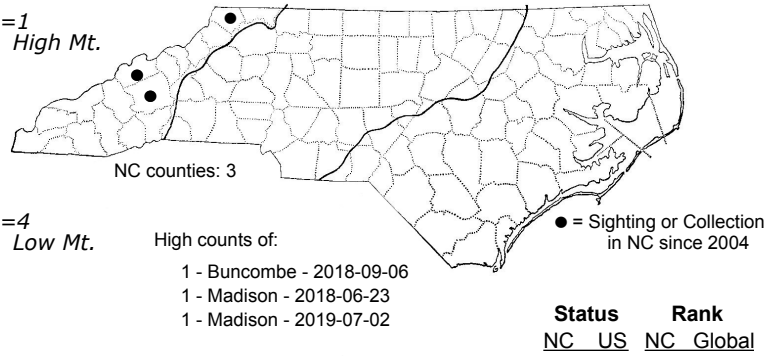 =1
High Mt.
NC counties: 3
=4
Low Mt.
High counts of:
1 - Buncombe - 2018-09-06
1 - Madison - 2018-06-23
1 - Madison - 2019-07-02
● = Sighting or Collection
in NC since 2004
Status Rank
NC US NC Global